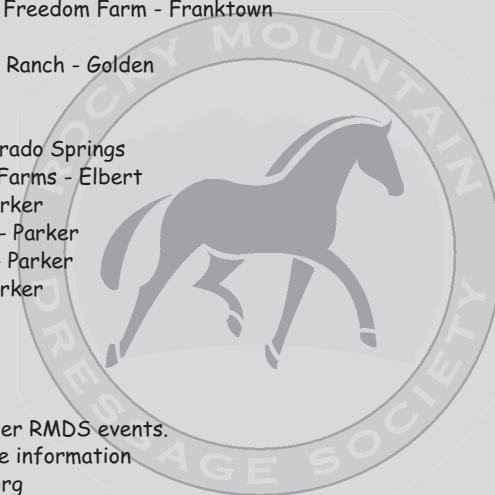 Freedom Farm - Franktown
Ranch - Golden
rado Springs
Farms - Elbert
rker
- Parker
Parker
rker
er RMDS events.
e information
org
ROCKY MOUNTAIN
DRESSAGE SOCIETY